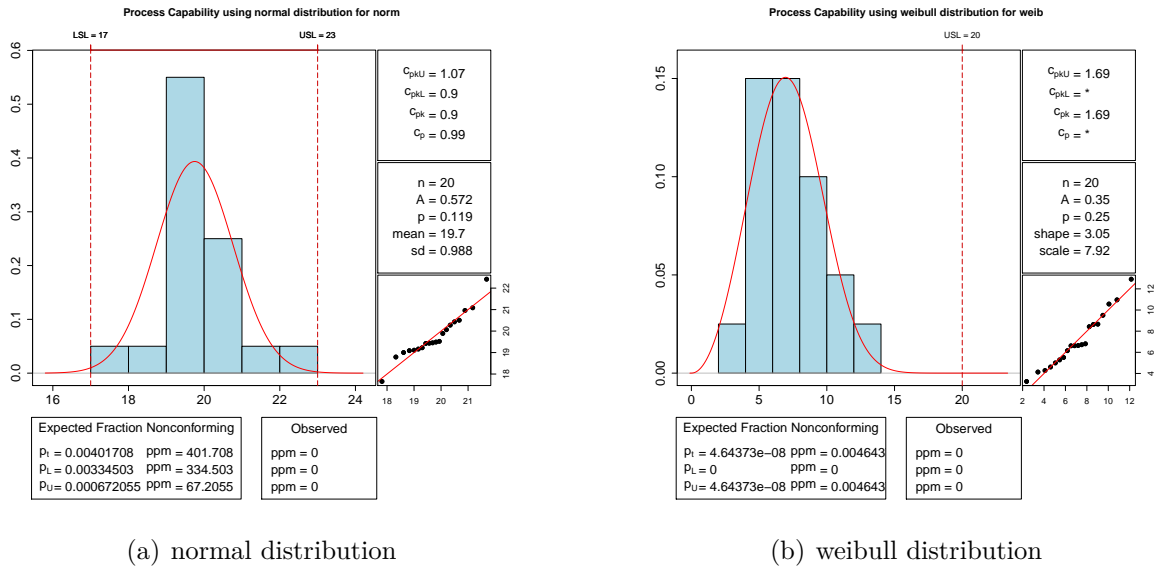 Process Capability using normal distribution for norm
LSL = 17
USL = 23
0.6
0.5
0.4
0.3
0.2
0.1
0.0
16 18 20 22 24
cpkU = 1.07
cpkL = 0.9
cpk = 0.9
cp = 0.99
n = 20
A = 0.572
p = 0.119
mean = 19.7
sd = 0.988
22
21
20
19
18
18 19 20 21
Expected Fraction Nonconforming
pt = 0.00401708 ppm = 401.708
pL = 0.00334503 ppm = 334.503
pU = 0.000672055 ppm = 67.2055
Observed
ppm = 0
ppm = 0
ppm = 0
(a) normal distribution
Process Capability using weibull distribution for weib
USL = 20
0.15
0.10
0.05
0.00
0 5 10 15 20
cpkU = 1.69
cpkL = *
cpk = 1.69
cp = *
n = 20
A = 0.35
p = 0.25
shape = 3.05
scale = 7.92
12
10
8
6
4
2 4 6 8 10 12
Expected Fraction Nonconforming
pt = 4.64373e−08 ppm = 0.004643
pL = 0 ppm = 0
pU = 4.64373e−08 ppm = 0.004643
Observed
ppm = 0
ppm = 0
ppm = 0
(b) weibull distribution